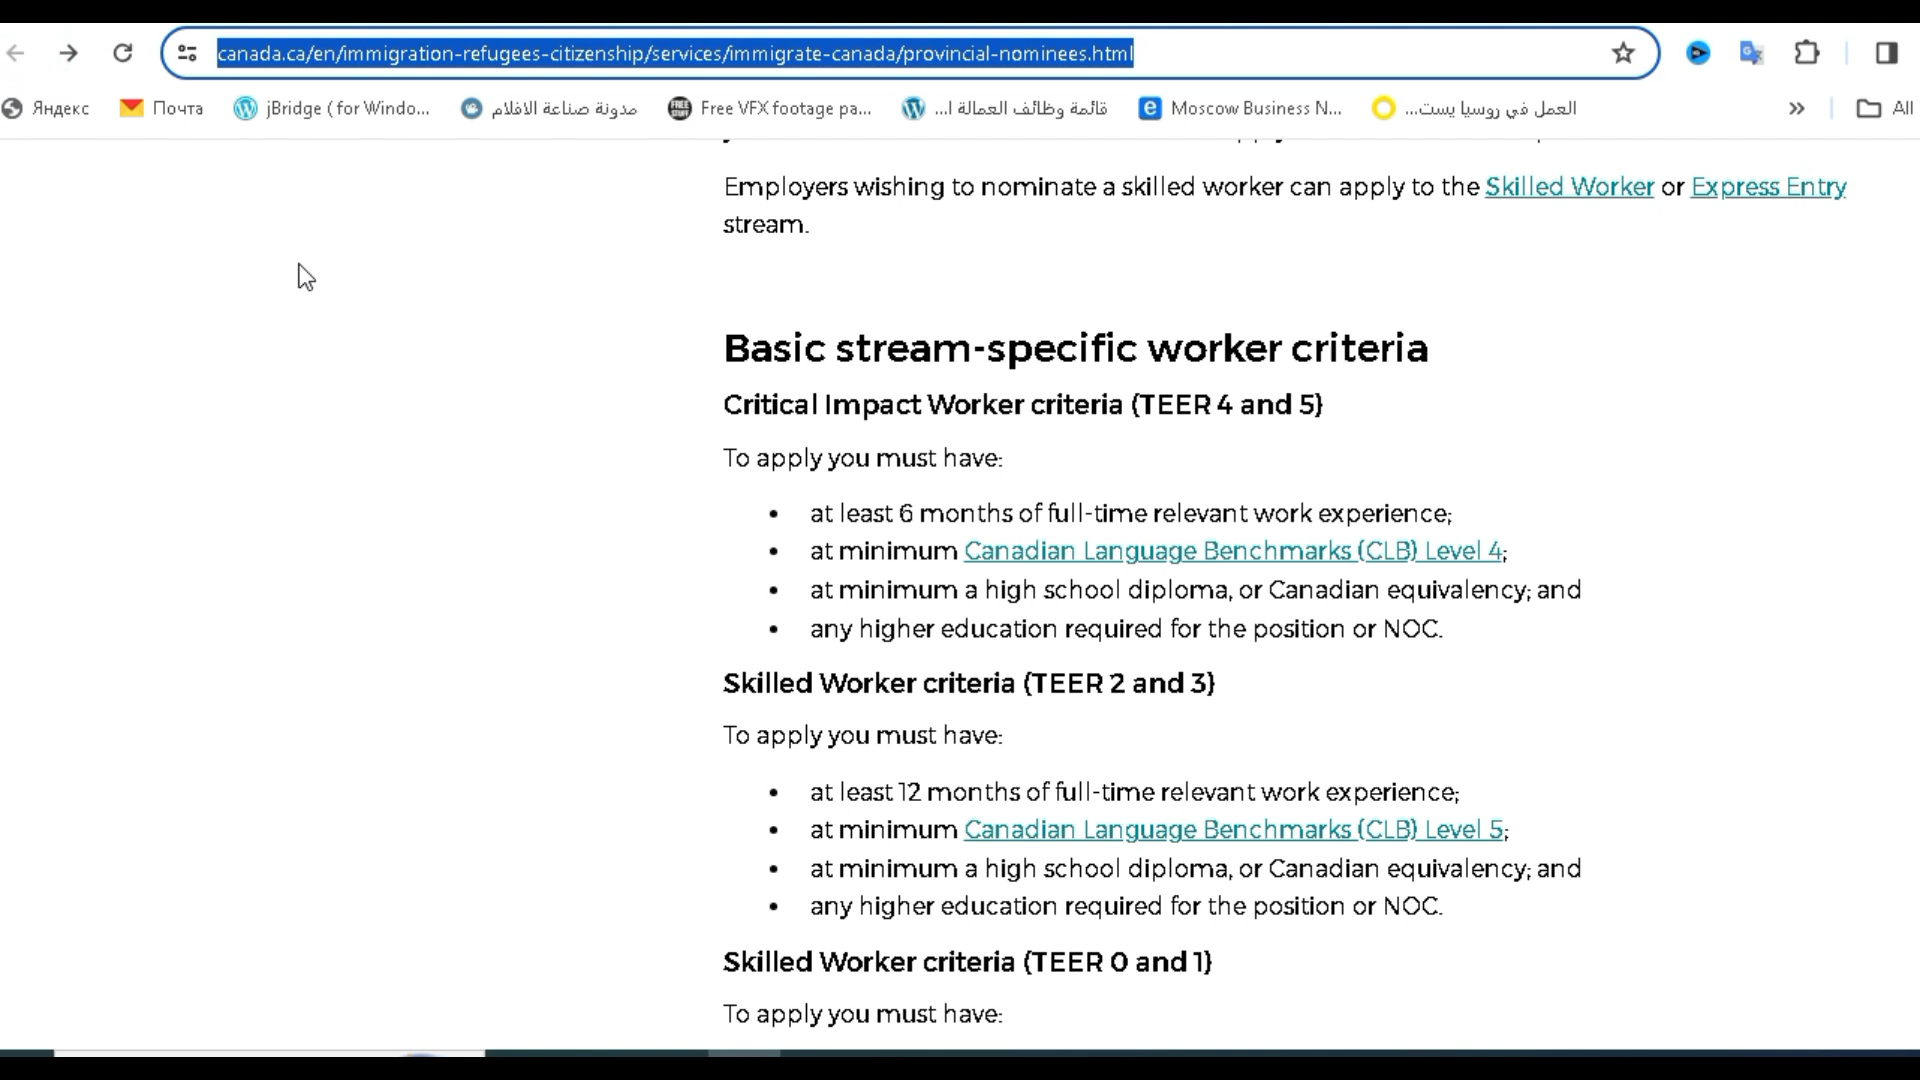 canada.ca/en/immigration-refugees-citizenship/services/immigrate-canada/provincial-nominees.html
Яндекс Почта jBridge ( for Windo... مدونة صناعة الافلام Free VFX footage pa... قائمة وظائف العمالة ا... Moscow Business N... العمل في روسيا يست... » All
Employers wishing to nominate a skilled worker can apply to the Skilled Worker or Express Entry
stream.
Basic stream-specific worker criteria
Critical Impact Worker criteria (TEER 4 and 5)
To apply you must have:
• at least 6 months of full-time relevant work experience;
• at minimum Canadian Language Benchmarks (CLB) Level 4;
• at minimum a high school diploma, or Canadian equivalency; and
• any higher education required for the position or NOC.
Skilled Worker criteria (TEER 2 and 3)
To apply you must have:
• at least 12 months of full-time relevant work experience;
• at minimum Canadian Language Benchmarks (CLB) Level 5;
• at minimum a high school diploma, or Canadian equivalency; and
• any higher education required for the position or NOC.
Skilled Worker criteria (TEER 0 and 1)
To apply you must have: